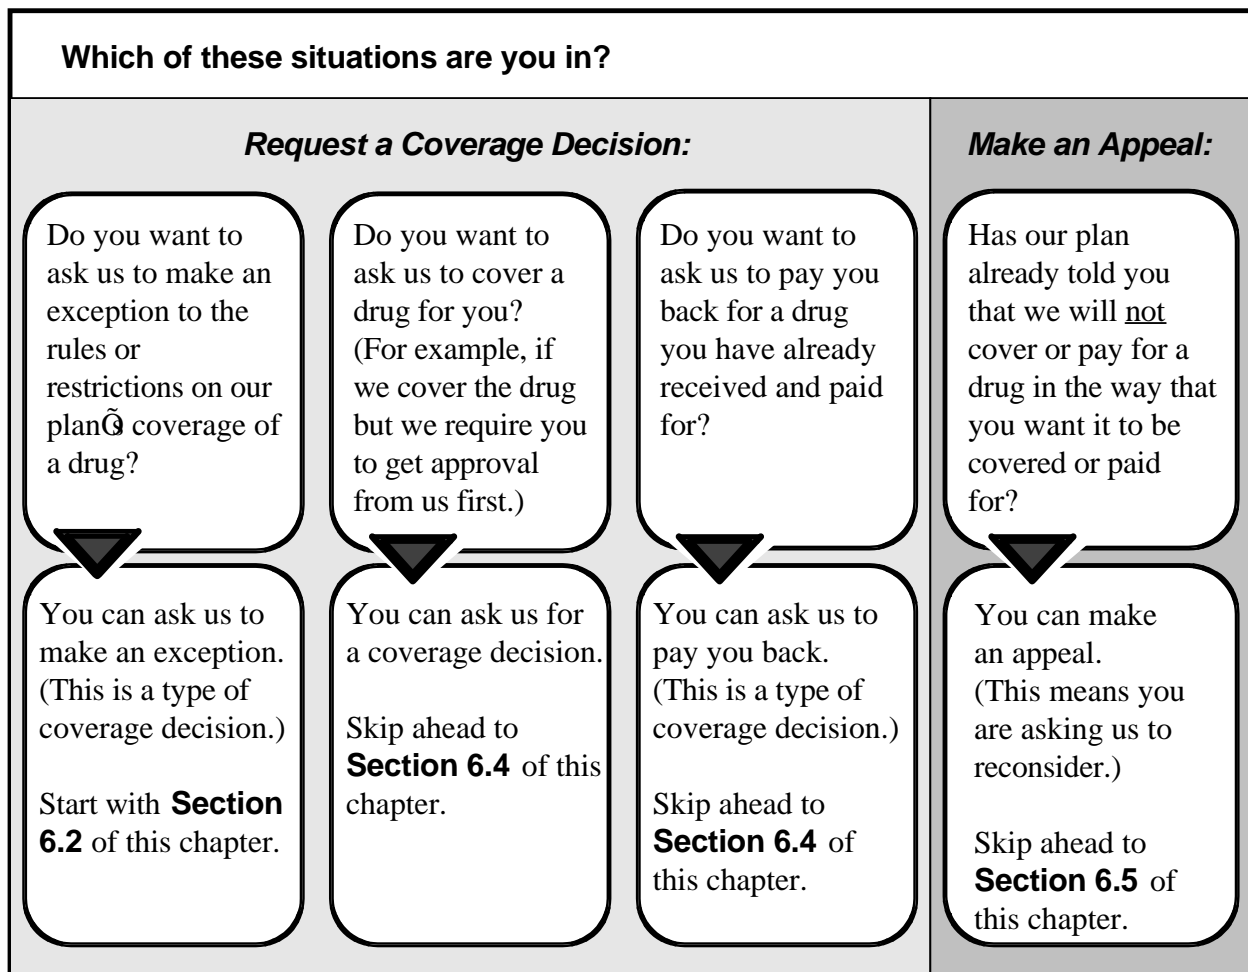 Which of these situations are you in?
Request a Coverage Decision:
Make an Appeal:
Do you want to
ask us to make an
exception to the
rules or
restrictions on our
planÕs coverage of
a drug?
Do you want to
ask us to cover a
drug for you?
(For example, if
we cover the drug
but we require you
to get approval
from us first.)
Do you want to
ask us to pay you
back for a drug
you have already
received and paid
for?
Has our plan
already told you
that we will not
cover or pay for a
drug in the way that
you want it to be
covered or paid
for?
You can ask us to
make an exception.
(This is a type of
coverage decision.)
Start with Section
6.2 of this chapter.
You can ask us for
a coverage decision.
Skip ahead to
Section 6.4 of this
chapter.
You can ask us to
pay you back.
(This is a type of
coverage decision.)
Skip ahead to
Section 6.4 of
this chapter.
You can make
an appeal.
(This means you
are asking us to
reconsider.)
Skip ahead to
Section 6.5 of
this chapter.